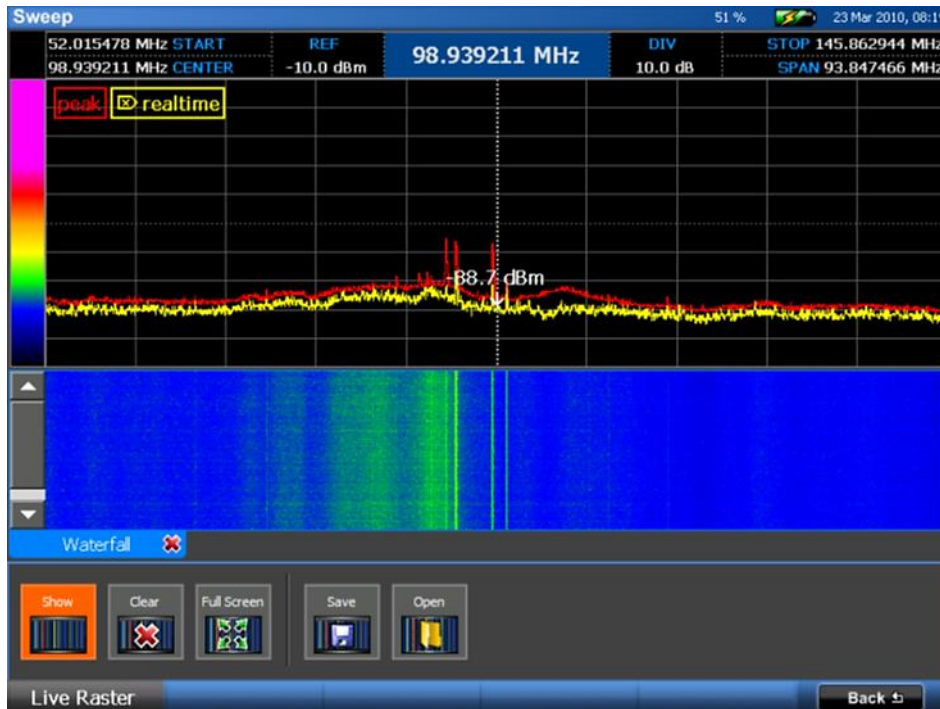 Sweep 51 % 23 Mar 2010, 08:1
52.015478 MHz START REF 98.939211 MHz DIV STOP 145.862944 MHz
98.939211 MHz CENTER -10.0 dBm 10.0 dB SPAN 93.847466 MHz
peak realtime
-88.7 dBm
Waterfall
Show Clear Full Screen Save Open
Live Raster Back